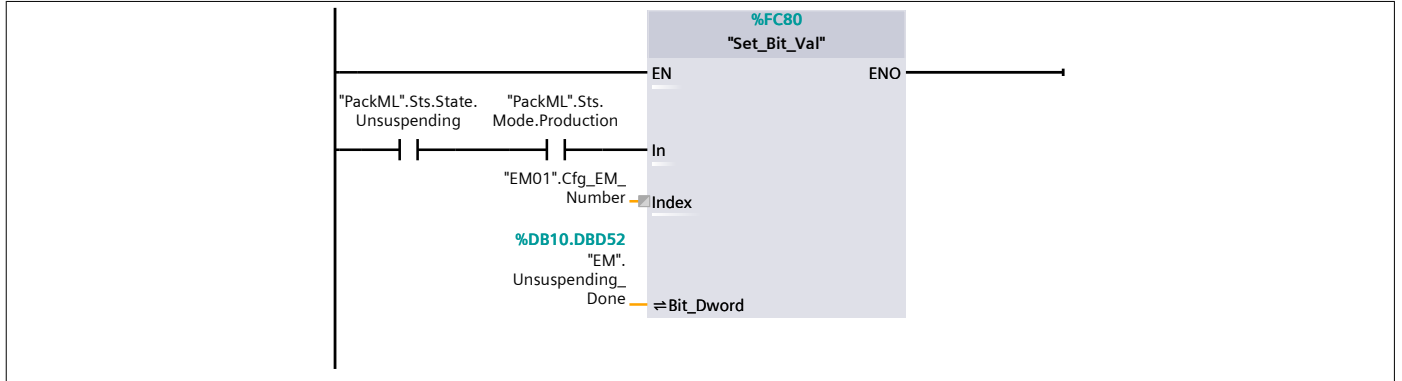 %FC80
"Set_Bit_Val"
EN
ENO
"PackML".Sts.State.
Unsuspending
"PackML".Sts.
Mode.Production
In
"EM01".Cfg_EM_
Number
Index
%DB10.DBD52
"EM".
Unsuspending_
Done
⇌Bit_Dword